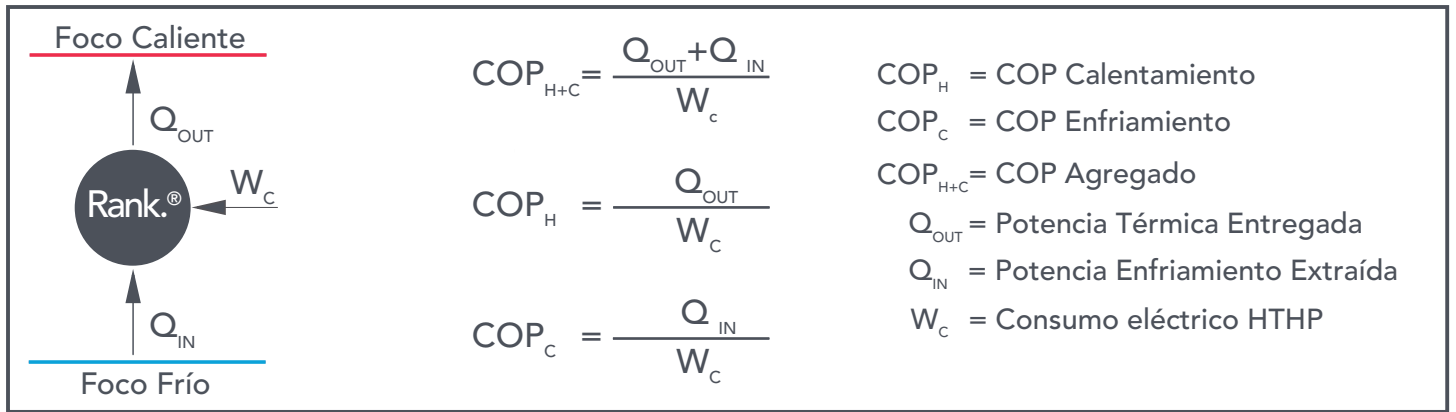 Foco Caliente
Q_OUT
Rank.®
W_C
Q_IN
Foco Frío
COP_H+C = (Q_OUT+Q_IN) / W_c
COP_H = Q_OUT / W_C
COP_C = Q_IN / W_C
COP_H = COP Calentamiento
COP_C = COP Enfriamiento
COP_H+C = COP Agregado
Q_OUT = Potencia Térmica Entregada
Q_IN = Potencia Enfriamiento Extraída
W_C = Consumo eléctrico HTHP